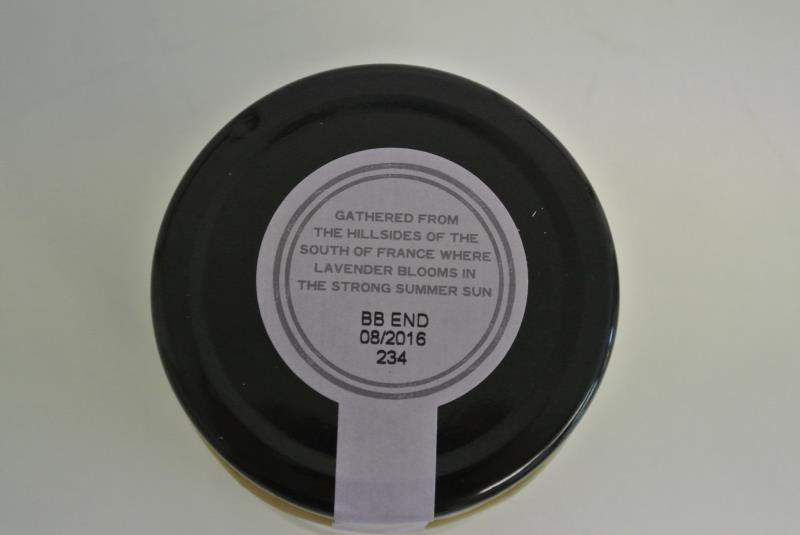 GATHERED FROM
THE HILLSIDES OF THE
SOUTH OF FRANCE WHERE
LAVENDER BLOOMS IN
THE STRONG SUMMER SUN
BB END
08/2016
234